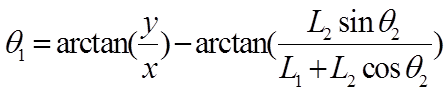 θ₁ = arctan(y/x) − arctan(L₂ sin θ₂ / L₁ + L₂ cos θ₂)